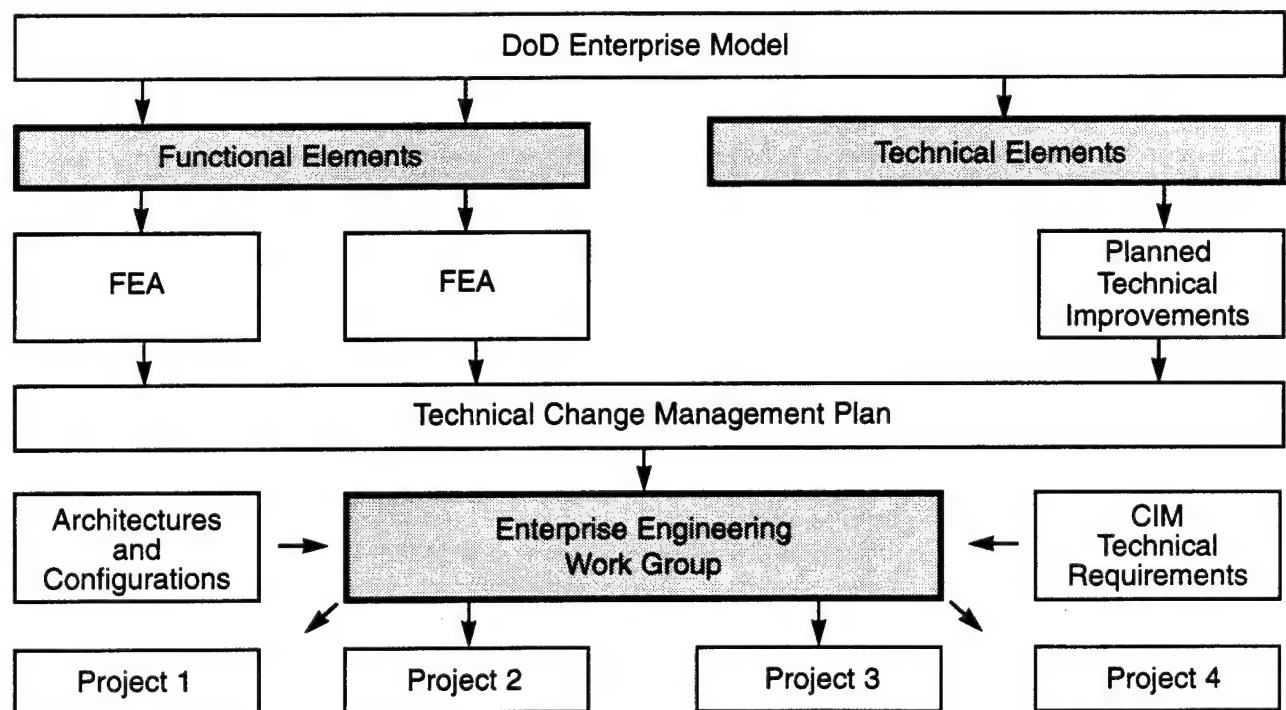 DoD Enterprise Model
Functional Elements
Technical Elements
FEA
FEA
Planned
Technical
Improvements
Technical Change Management Plan
Architectures
and
Configurations
Enterprise Engineering
Work Group
CIM
Technical
Requirements
Project 1
Project 2
Project 3
Project 4